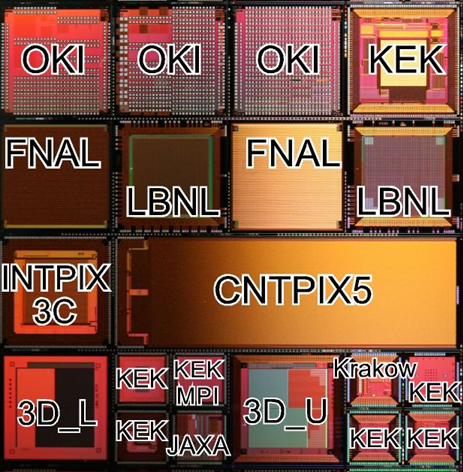 OKI OKI OKI KEK
FNAL LBNL FNAL LBNL
INTPIX
3C
CNTPIX5
3D_L
KEK
KEK
MPI
KEK
JAXA
3D_U
Krakow
KEK
KEK
KEK